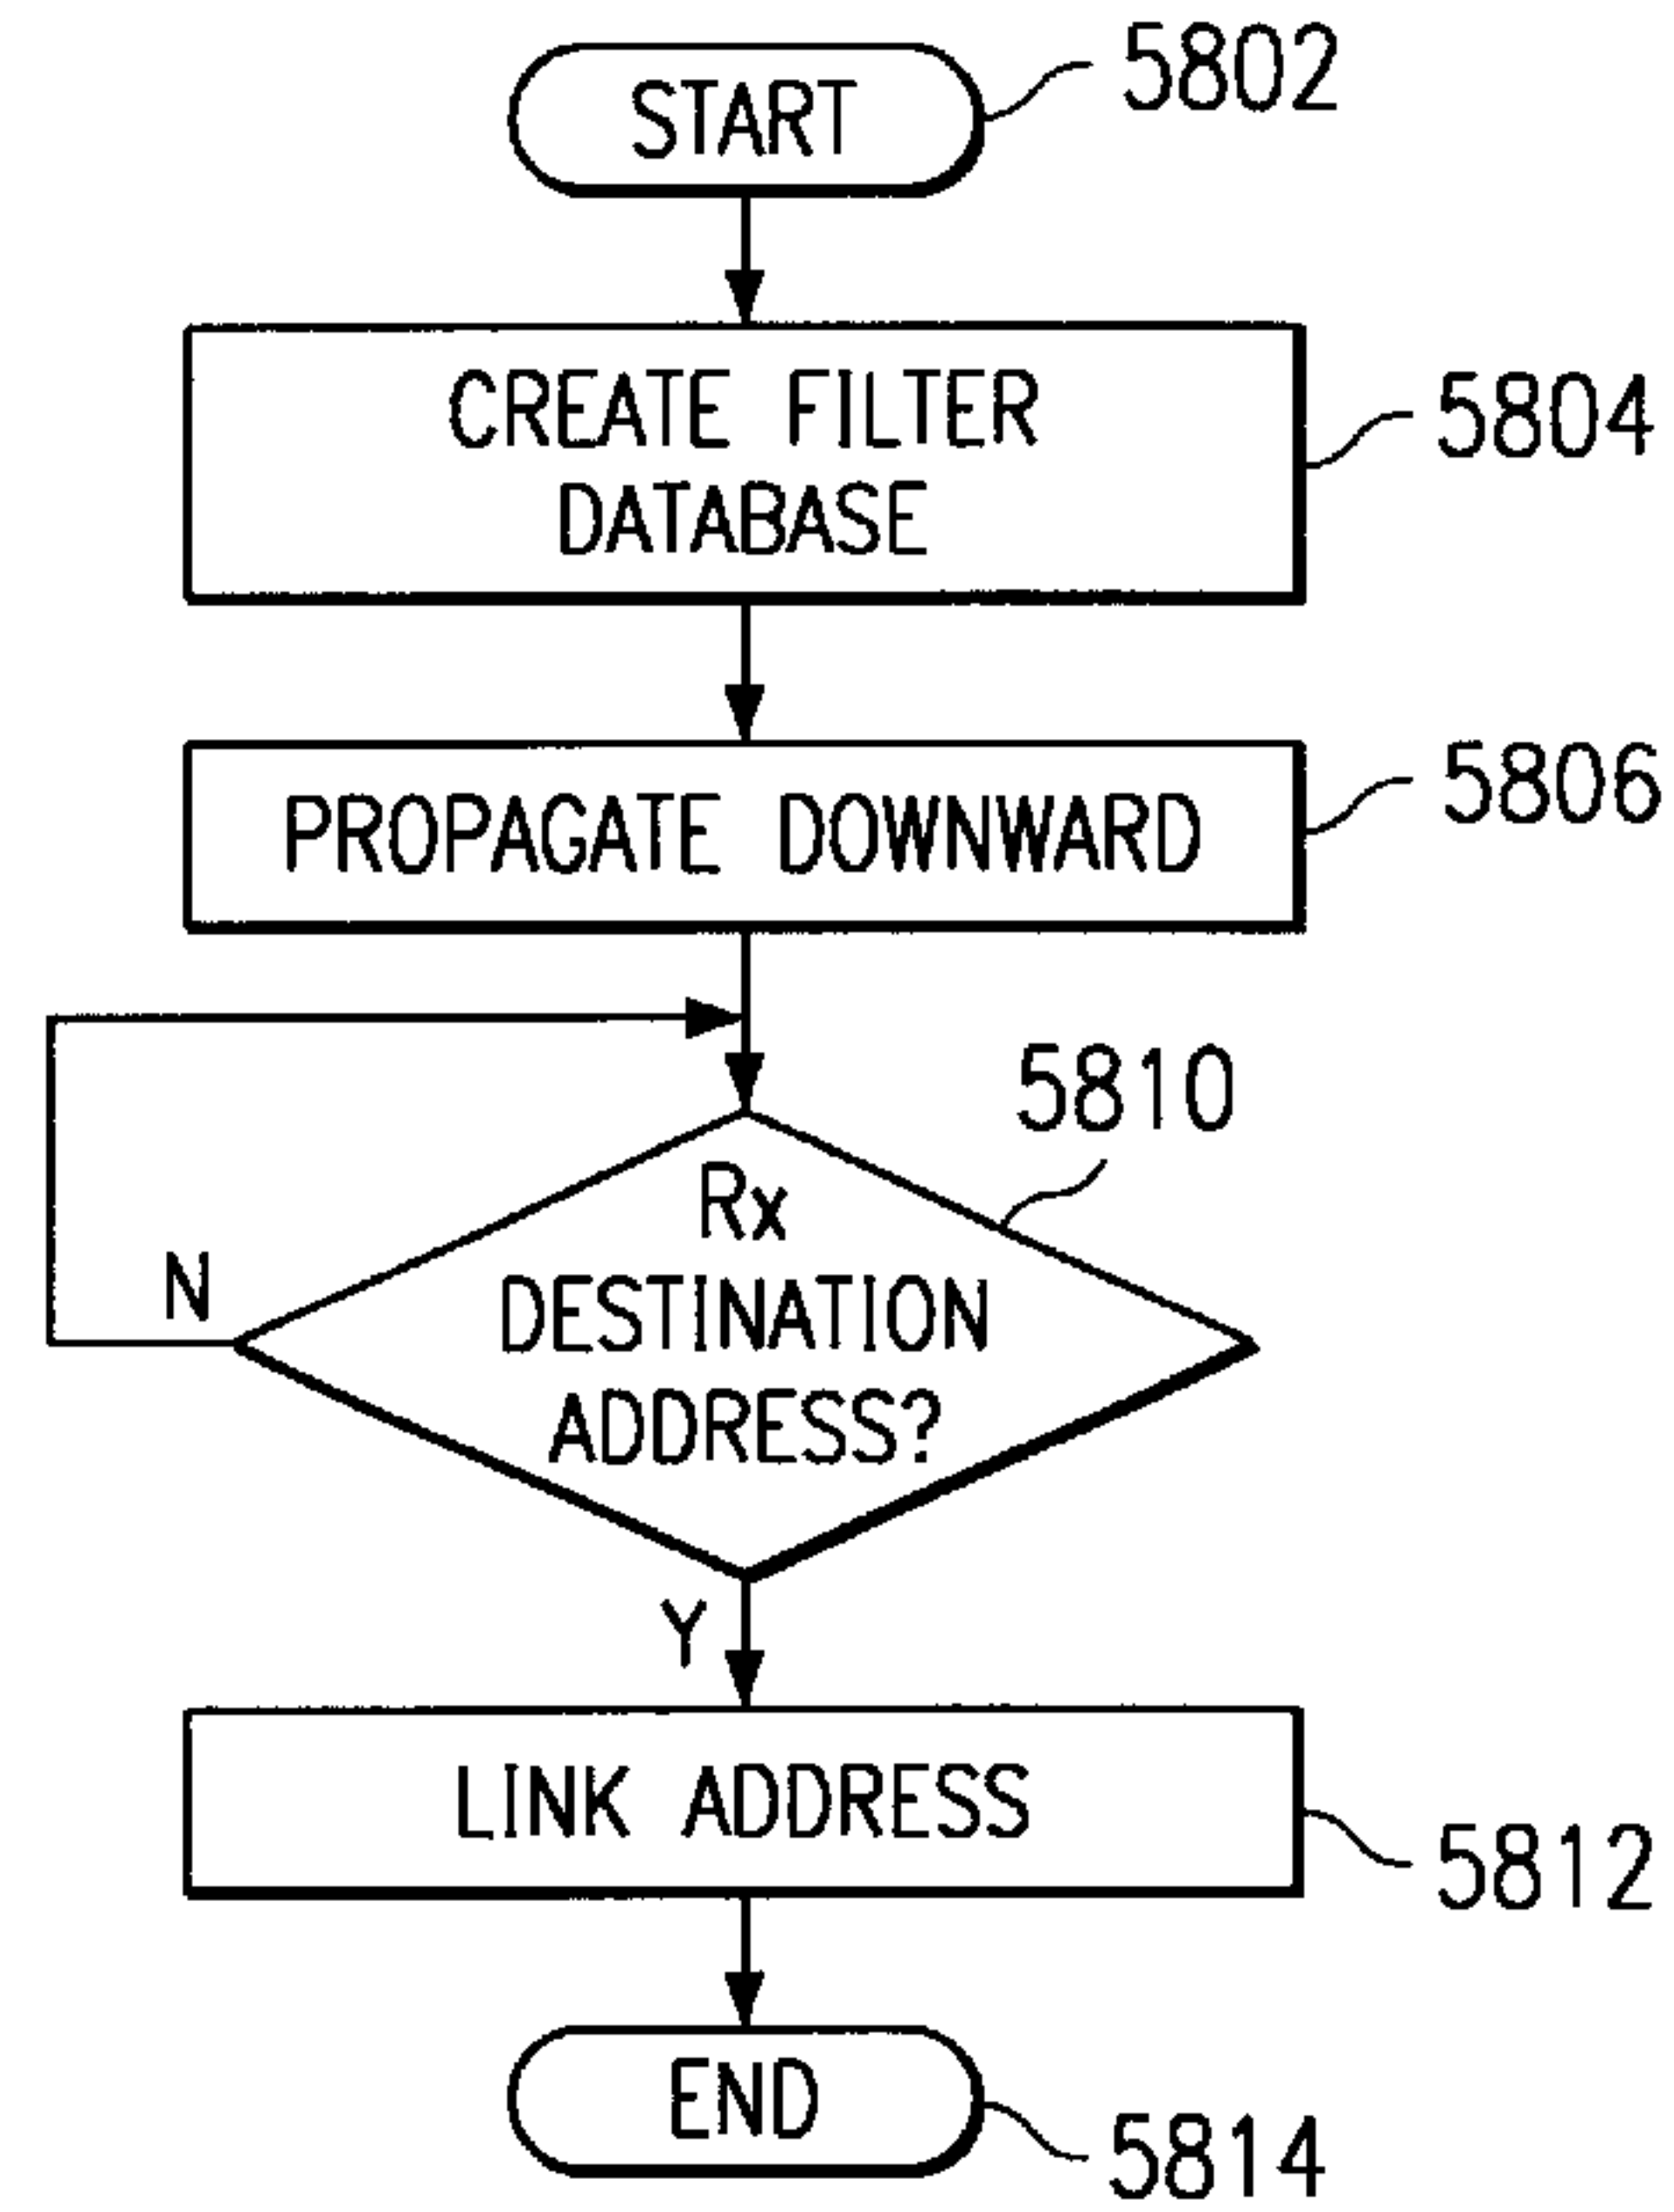 START
5802
CREATE FILTER
DATABASE
5804
PROPAGATE DOWNWARD
5806
5810
Rx
DESTINATION
ADDRESS?
N
Y
LINK ADDRESS
5812
END
5814